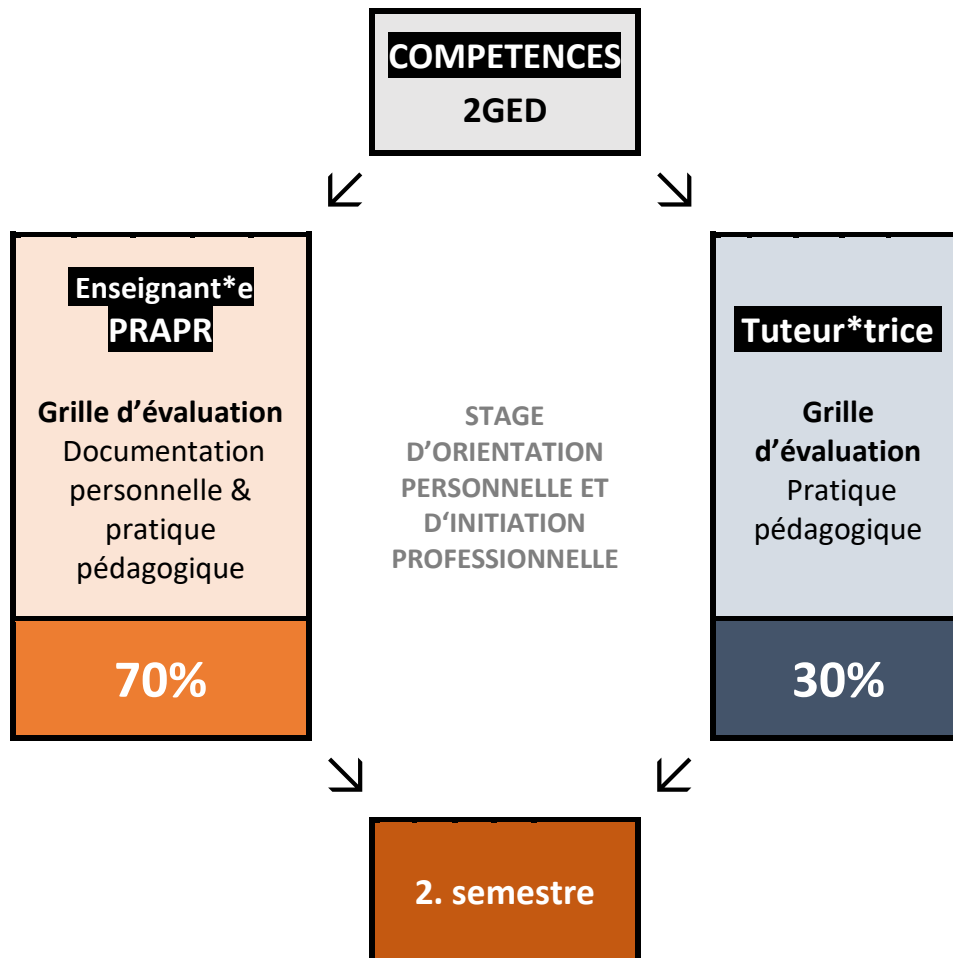 COMPETENCES
2GED
Enseignant*e
PRAPR
Grille d’évaluation
Documentation
personnelle &
pratique
pédagogique
70%
STAGE
D’ORIENTATION
PERSONNELLE ET
D‘INITIATION
PROFESSIONNELLE
Tuteur*trice
Grille
d’évaluation
Pratique
pédagogique
30%
2. semestre